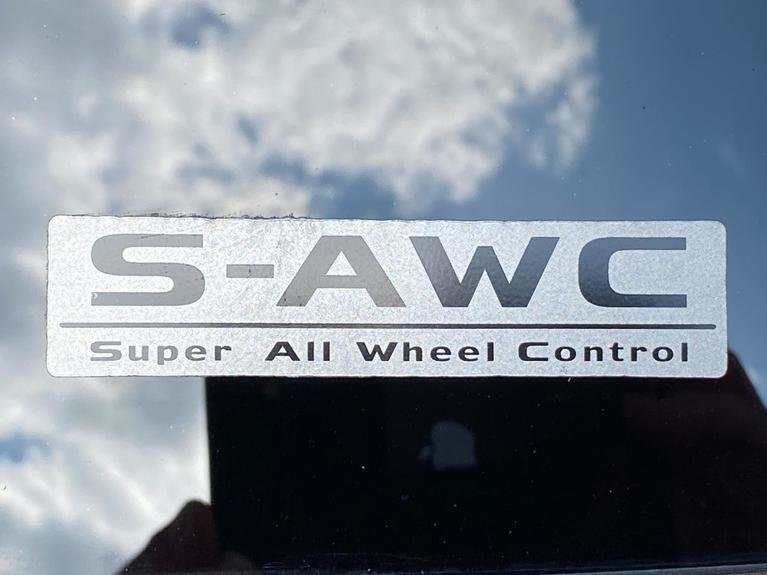 S-AWC
Super All Wheel Control